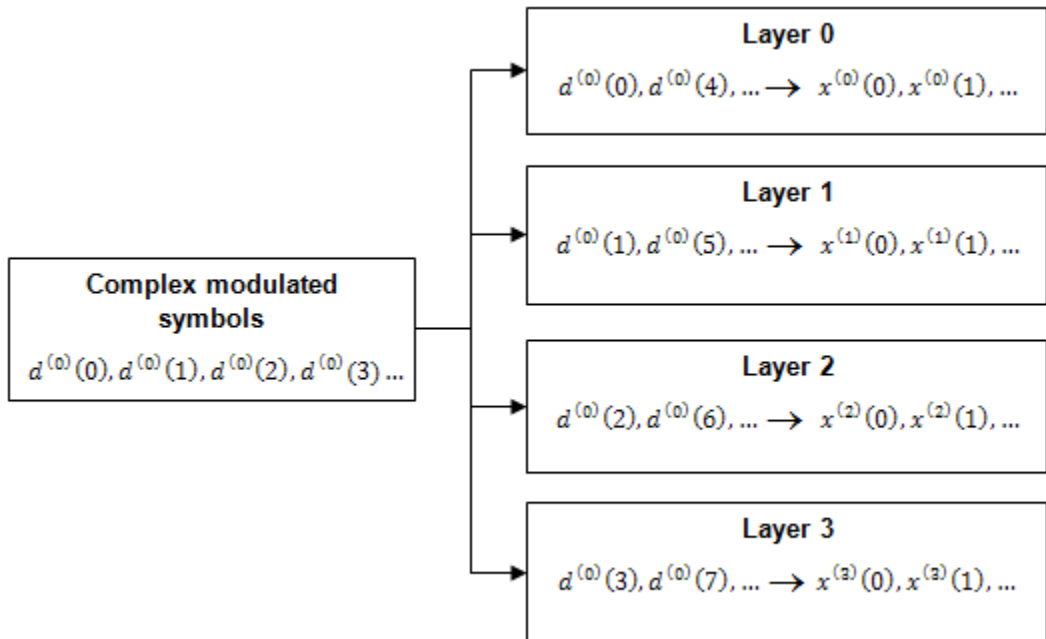 Layer 0
d⁽⁰⁾(0), d⁽⁰⁾(4), ... → x⁽⁰⁾(0), x⁽⁰⁾(1), ...
Layer 1
d⁽⁰⁾(1), d⁽⁰⁾(5), ... → x⁽¹⁾(0), x⁽¹⁾(1), ...
Complex modulated
symbols
d⁽⁰⁾(0), d⁽⁰⁾(1), d⁽⁰⁾(2), d⁽⁰⁾(3) ...
Layer 2
d⁽⁰⁾(2), d⁽⁰⁾(6), ... → x⁽²⁾(0), x⁽²⁾(1), ...
Layer 3
d⁽⁰⁾(3), d⁽⁰⁾(7), ... → x⁽³⁾(0), x⁽³⁾(1), ...